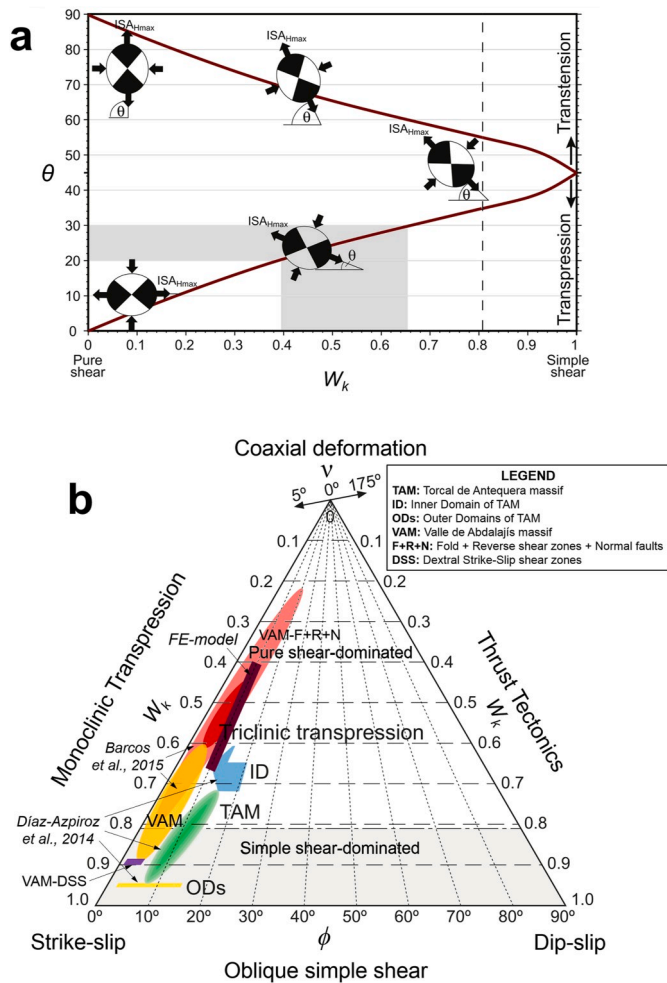 a
90
80
70
60
50
40
30
20
10
0
θ
ISA_Hmax
θ
ISA_Hmax
θ
ISA_Hmax
θ
ISA_Hmax
θ
ISA_Hmax
Transtension
Transpression
0 0.1 0.2 0.3 0.4 0.5 0.6 0.7 0.8 0.9 1
Pure shear
Simple shear
W_k
b
Coaxial deformation
ν
5º 0º 175º
0
LEGEND
TAM: Torcal de Antequera massif
ID: Inner Domain of TAM
ODs: Outer Domains of TAM
VAM: Valle de Abdalajís massif
F+R+N: Fold + Reverse shear zones + Normal faults
DSS: Dextral Strike-Slip shear zones
0.1 0.1
0.2 0.2
0.3 0.3
FE-model
VAM-F+R+N
0.4 Pure shear-dominated 0.4
Monoclinic Transpression
Thrust Tectonics
W_k
W_k
0.5 0.5
Triclinic transpression
0.6 0.6
Barcos et al., 2015
ID
0.7 0.7
VAM
TAM
0.8 0.8
Díaz-Azpiroz et al., 2014
Simple shear-dominated
0.9 0.9
VAM-DSS
ODs
1.0 1.0
0º 10º 20º 30º 40º 50º 60º 70º 80º 90º
Strike-slip
ϕ
Dip-slip
Oblique simple shear